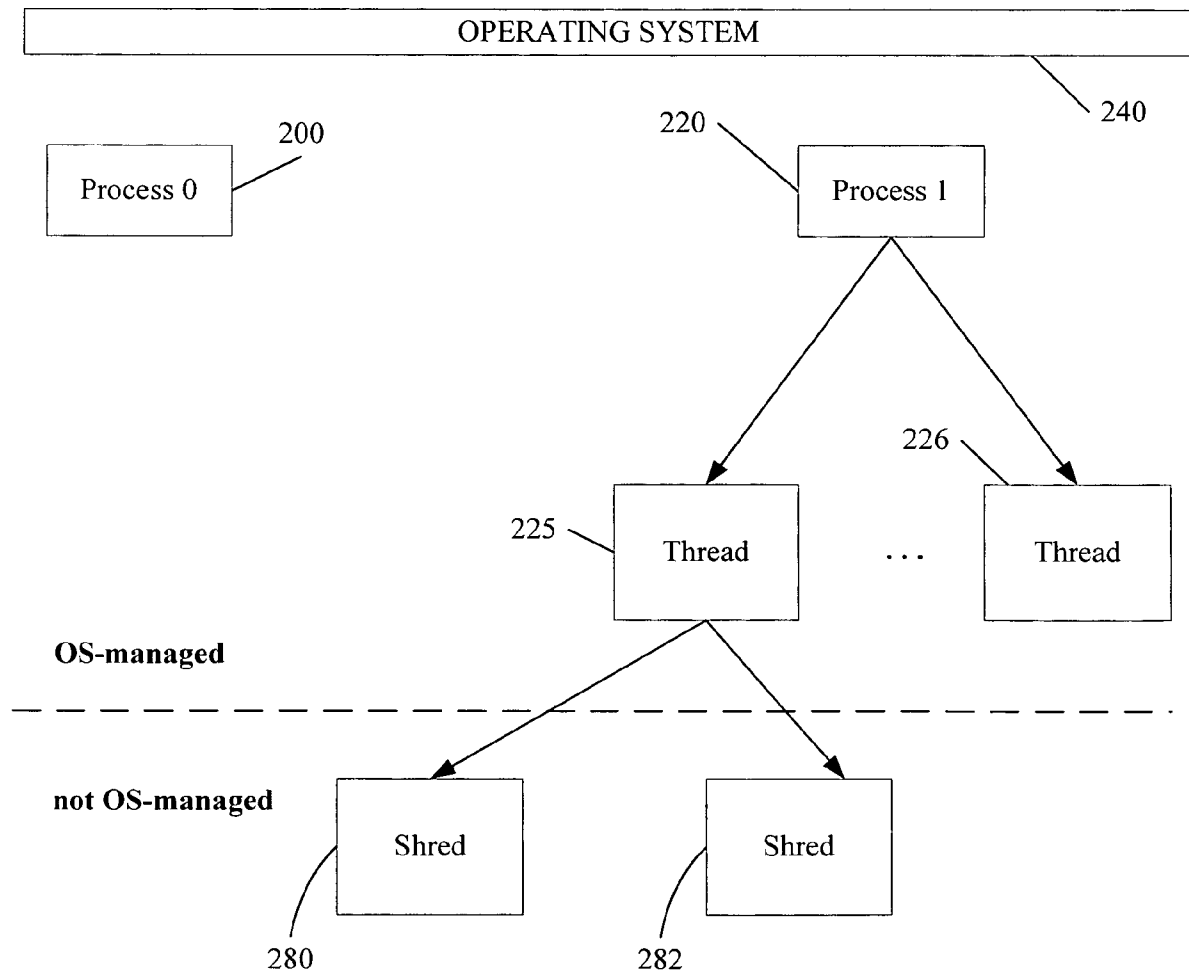 OPERATING SYSTEM
240
200
220
Process 0
Process 1
226
225
Thread
. . .
Thread
OS-managed
not OS-managed
Shred
Shred
280
282